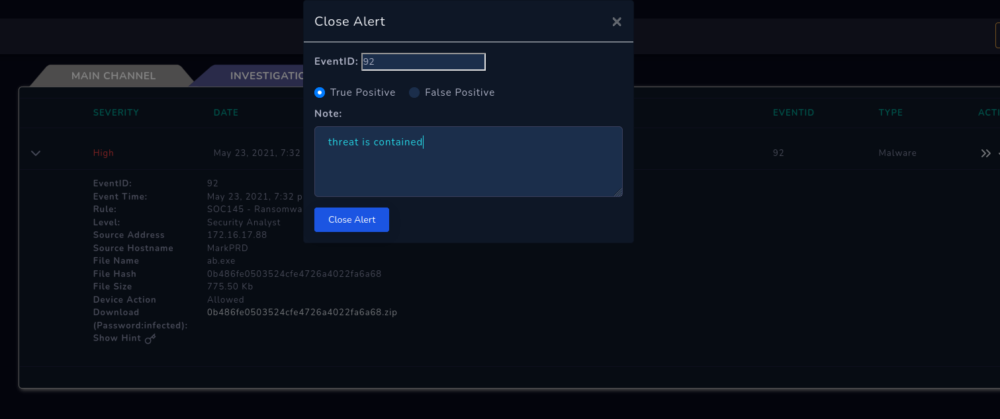 Close Alert
EventID: 92
MAIN CHANNEL INVESTIGATIO
True Positive False Positive
Note:
threat is contained
Close Alert
SEVERITY DATE EVENTID TYPE ACTI
High May 23, 2021, 7:32 92 Malware
EventID: 92
Event Time: May 23, 2021, 7:32 p
Rule: SOC145 - Ransomwa
Level: Security Analyst
Source Address 172.16.17.88
Source Hostname MarkPRD
File Name ab.exe
File Hash 0b486fe0503524cfe4726a4022fa6a68
File Size 775.50 Kb
Device Action Allowed
Download 0b486fe0503524cfe4726a4022fa6a68.zip
(Password:infected):
Show Hint